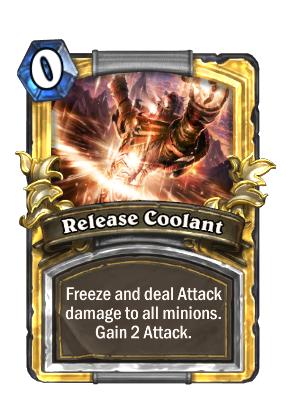 0
Release Coolant
Freeze and deal Attack
damage to all minions.
Gain 2 Attack.